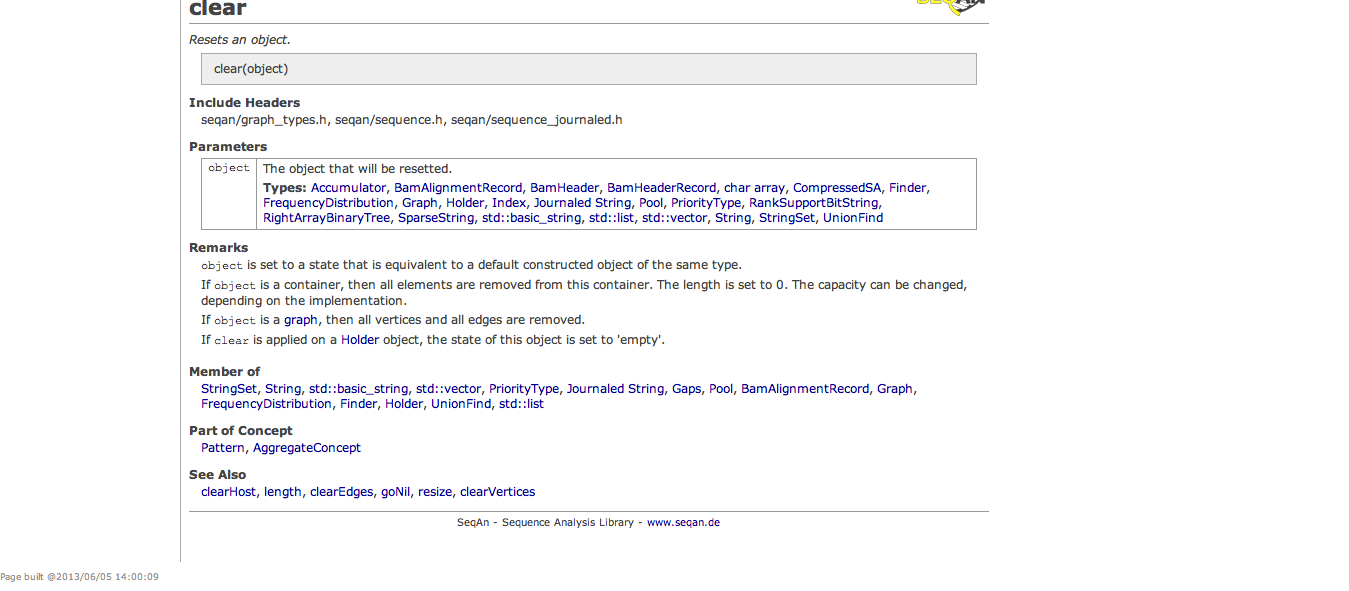 clear
Resets an object.
clear(object)
Include Headers
seqan/graph_types.h, seqan/sequence.h, seqan/sequence_journaled.h
Parameters
object The object that will be resetted.
Types: Accumulator, BamAlignmentRecord, BamHeader, BamHeaderRecord, char array, CompressedSA, Finder,
FrequencyDistribution, Graph, Holder, Index, Journaled String, Pool, PriorityType, RankSupportBitString,
RightArrayBinaryTree, SparseString, std::basic_string, std::list, std::vector, String, StringSet, UnionFind
Remarks
object is set to a state that is equivalent to a default constructed object of the same type.
If object is a container, then all elements are removed from this container. The length is set to 0. The capacity can be changed,
depending on the implementation.
If object is a graph, then all vertices and all edges are removed.
If clear is applied on a Holder object, the state of this object is set to 'empty'.
Member of
StringSet, String, std::basic_string, std::vector, PriorityType, Journaled String, Gaps, Pool, BamAlignmentRecord, Graph,
FrequencyDistribution, Finder, Holder, UnionFind, std::list
Part of Concept
Pattern, AggregateConcept
See Also
clearHost, length, clearEdges, goNil, resize, clearVertices
SeqAn - Sequence Analysis Library - www.seqan.de
Page built @2013/06/05 14:00:09